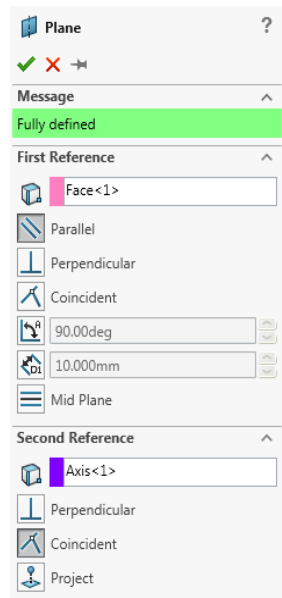 Plane ?
Message
Fully defined
First Reference
Face<1>
Parallel
Perpendicular
Coincident
A 90.00deg
D1 10.000mm
Mid Plane
Second Reference
Axis<1>
Perpendicular
Coincident
Project